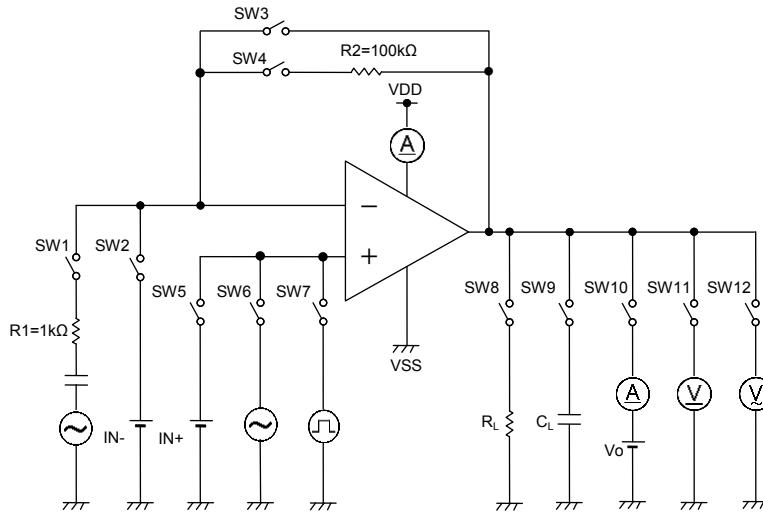 SW3
SW4
R2=100kΩ
VDD
A
−
+
SW1
SW2
SW5
SW6
SW7
SW8
SW9
SW10
SW11
SW12
R1=1kΩ
VSS
A
V
V
IN-
IN+
RL
CL
Vo